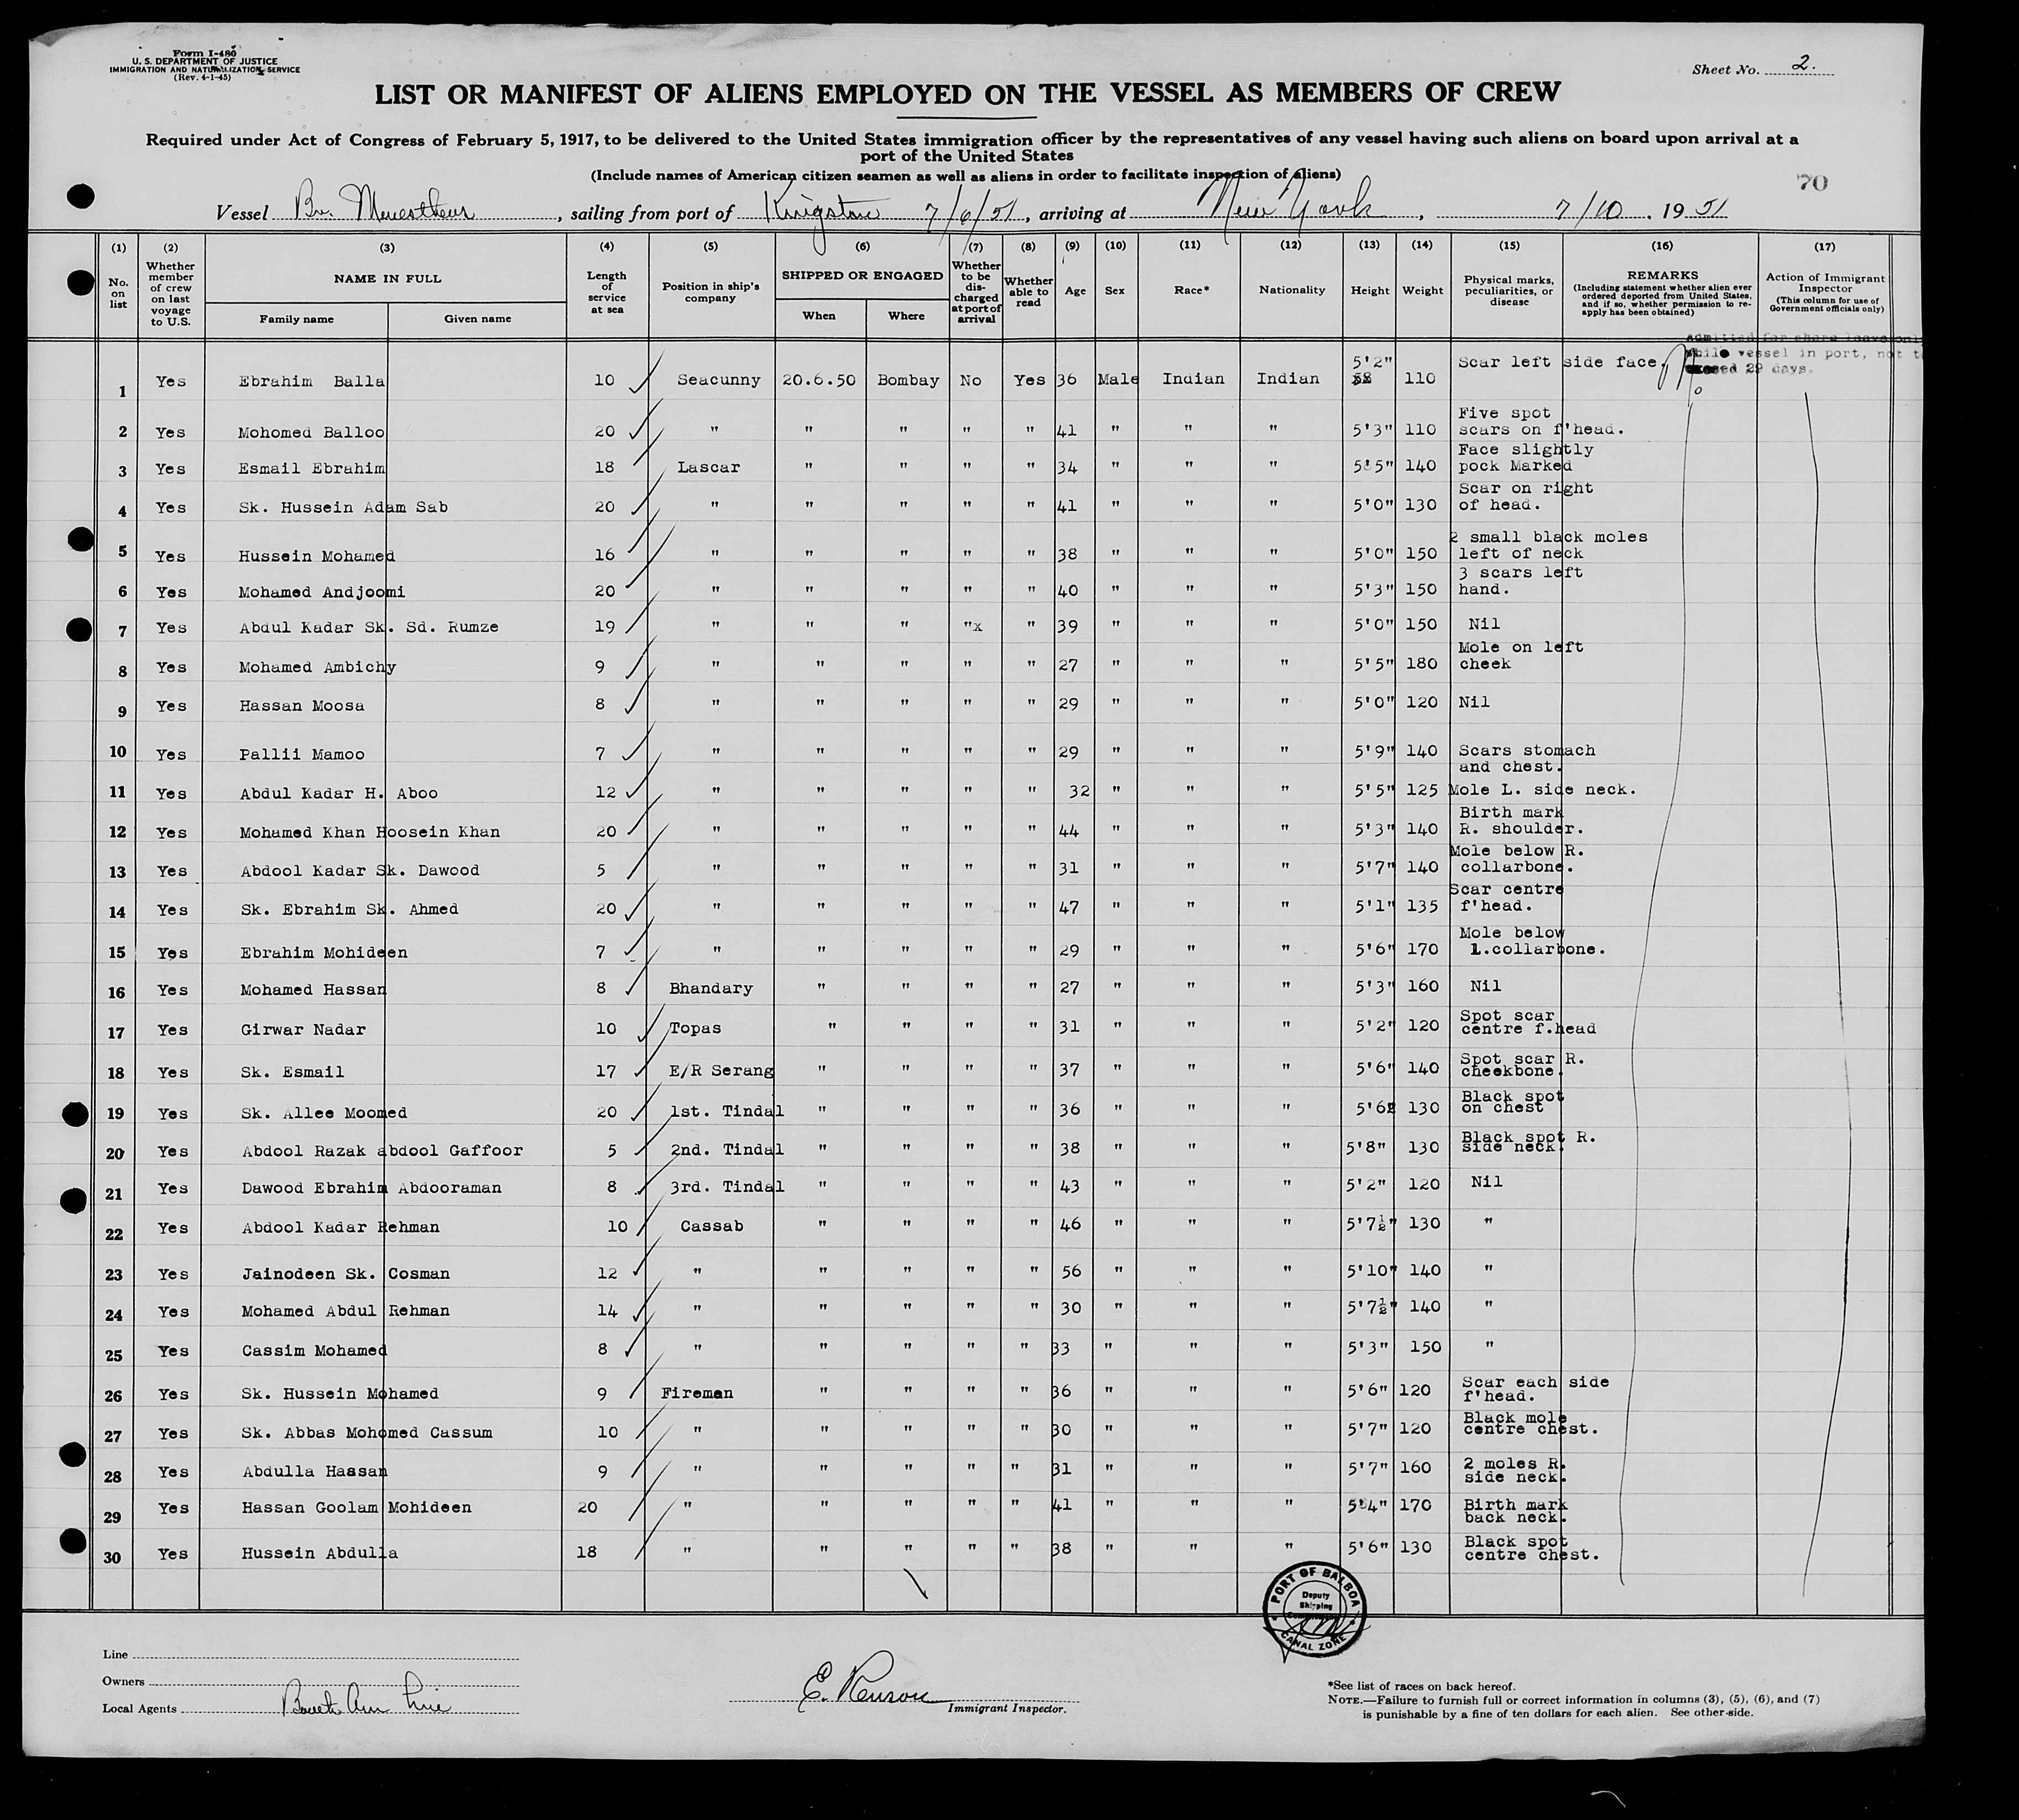 Form I-486
U. S. DEPARTMENT OF JUSTICE
IMMIGRATION AND NATURALIZATION SERVICE
(Rev. 4-1-45)
Sheet No. 2.
LIST OR MANIFEST OF ALIENS EMPLOYED ON THE VESSEL AS MEMBERS OF CREW
Required under Act of Congress of February 5, 1917, to be delivered to the United States immigration officer by the representatives of any vessel having such aliens on board upon arrival at a
port of the United States
(Include names of American citizen seamen as well as aliens in order to facilitate inspection of aliens)
70
Vessel Br. Menestheus, sailing from port of Kingston 7/6/51, arriving at New York, 7/10, 1951
(1) (2) (3) (4) (5) (6) (7) (8) (9) (10) (11) (12) (13) (14) (15) (16) (17)
No. on list
Whether member of crew on last voyage to U.S.
NAME IN FULL
Family name
Given name
Length of service at sea
Position in ship's company
SHIPPED OR ENGAGED
When
Where
Whether to be discharged at port of arrival
Whether able to read
Age
Sex
Race*
Nationality
Height
Weight
Physical marks, peculiarities, or disease
REMARKS
(Including statement whether alien ever ordered deported from United States, and if so, whether permission to reapply has been obtained)
Action of Immigrant Inspector
(This column for use of Government officials only)
Admitted for shore leave only
while vessel in port, not t
exceed 29 days.
1 Yes Ebrahim Balla 10 Seacunny 20.6.50 Bombay No Yes 36 Male Indian Indian 5'2" 110 Scar left side face.
2 Yes Mohomed Balloo 20 " " " " " 41 " " " 5'3" 110 Five spot scars on f'head.
3 Yes Esmail Ebrahim 18 Lascar " " " " 34 " " " 5'5" 140 Face slightly pock Marked
4 Yes Sk. Hussein Adam Sab 20 " " " " " 41 " " " 5'0" 130 Scar on right of head.
5 Yes Hussein Mohamed 16 " " " " " 38 " " " 5'0" 150 2 small black moles left of neck
6 Yes Mohamed Andjoomi 20 " " " " " 40 " " " 5'3" 150 3 scars left hand.
7 Yes Abdul Kadar Sk. Sd. Rumze 19 " " " "x " 39 " " " 5'0" 150 Nil
8 Yes Mohamed Ambichy 9 " " " " " 27 " " " 5'5" 180 Mole on left cheek
9 Yes Hassan Moosa 8 " " " " " 29 " " " 5'0" 120 Nil
10 Yes Pallii Mamoo 7 " " " " " 29 " " " 5'9" 140 Scars stomach and chest.
11 Yes Abdul Kadar H. Aboo 12 " " " " " 32 " " " 5'5" 125 Mole L. side neck.
12 Yes Mohamed Khan Hoosein Khan 20 " " " " " 44 " " " 5'3" 140 Birth mark R. shoulder.
13 Yes Abdool Kadar Sk. Dawood 5 " " " " " 31 " " " 5'7" 140 Mole below R. collarbone.
14 Yes Sk. Ebrahim Sk. Ahmed 20 " " " " " 47 " " " 5'1" 135 Scar centre f'head.
15 Yes Ebrahim Mohideen 7 " " " " " 29 " " " 5'6" 170 Mole below L.collarbone.
16 Yes Mohamed Hassan 8 Bhandary " " " " 27 " " " 5'3" 160 Nil
17 Yes Girwar Nadar 10 Topas " " " " 31 " " " 5'2" 120 Spot scar centre f.head
18 Yes Sk. Esmail 17 E/R Serang " " " " 37 " " " 5'6" 140 Spot scar R. cheekbone.
19 Yes Sk. Allee Moomed 20 1st. Tindal " " " " 36 " " " 5'6" 130 Black spot on chest
20 Yes Abdool Razak abdool Gaffoor 5 2nd. Tindal " " " " 38 " " " 5'8" 130 Black spot R. side neck.
21 Yes Dawood Ebrahim Abdooraman 8 3rd. Tindal " " " " 43 " " " 5'2" 120 Nil
22 Yes Abdool Kadar Rehman 10 Cassab " " " " 46 " " " 5'7½" 130 "
23 Yes Jainodeen Sk. Cosman 12 " " " " " 56 " " " 5'10" 140 "
24 Yes Mohamed Abdul Rehman 14 " " " " " 30 " " " 5'7½" 140 "
25 Yes Cassim Mohamed 8 " " " " " 33 " " " 5'3" 150 "
26 Yes Sk. Hussein Mohamed 9 Fireman " " " " 36 " " " 5'6" 120 Scar each side f'head.
27 Yes Sk. Abbas Mohomed Cassum 10 " " " " " 30 " " " 5'7" 120 Black mole centre chest.
28 Yes Abdulla Hassan 9 " " " " " 31 " " " 5'7" 160 2 moles R. side neck.
29 Yes Hassan Goolam Mohideen 20 " " " " " 41 " " " 5'4" 170 Birth mark back neck.
30 Yes Hussein Abdulla 18 " " " " " 38 " " " 5'6" 130 Black spot centre chest.
PORT OF BALBOA
Deputy
Shipping
CANAL ZONE
Line
Owners
Local Agents Line
E. Renson
Immigrant Inspector.
*See list of races on back hereof.
NOTE.—Failure to furnish full or correct information in columns (3), (5), (6), and (7)
is punishable by a fine of ten dollars for each alien. See other-side.